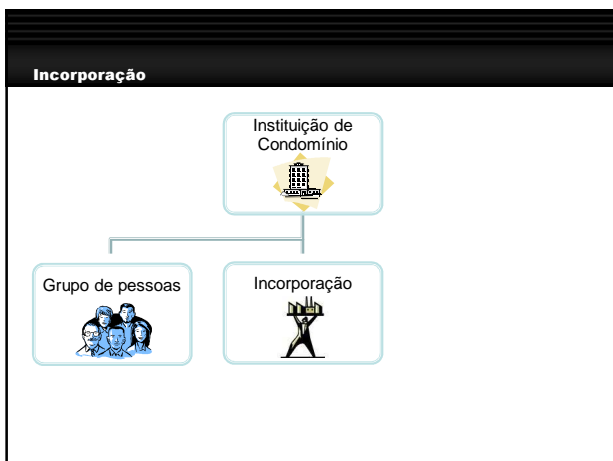 Incorporação
Instituição de
Condomínio
Grupo de pessoas
Incorporação